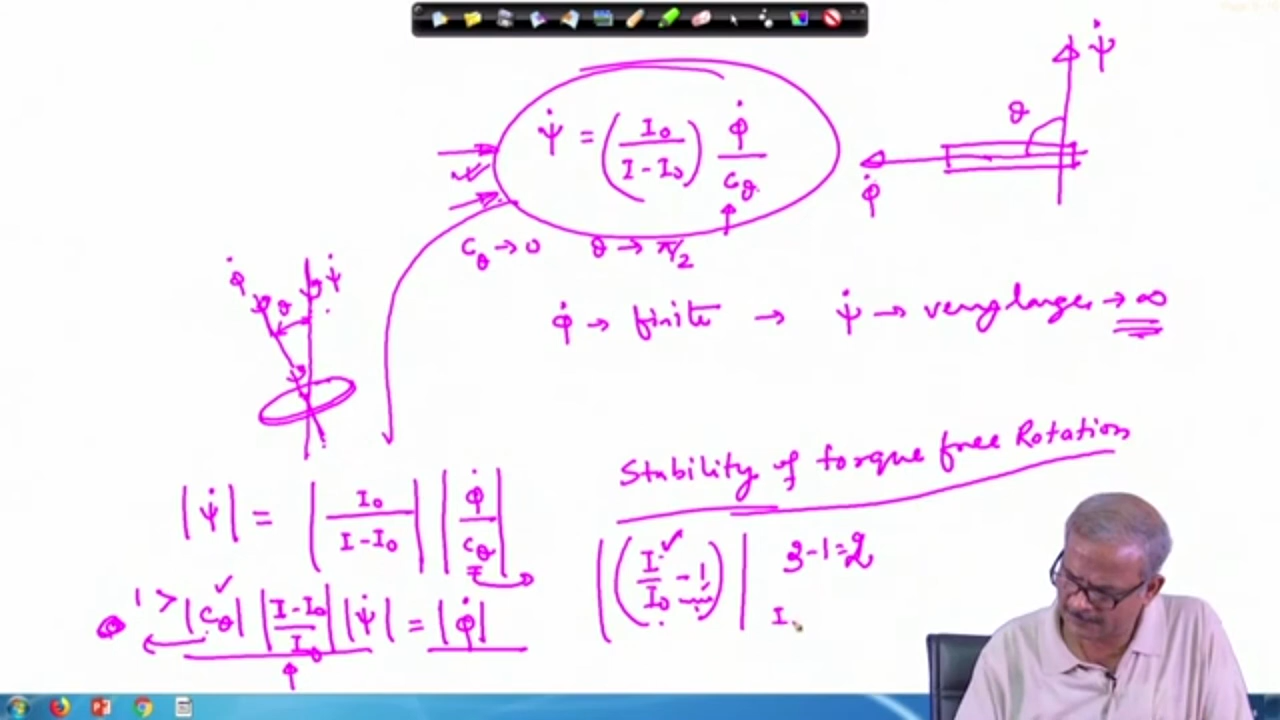 ψ̇ = (I₀ / (I - I₀)) φ̇ / c_θ
c_θ → 0 θ → π/2
φ̇ → finite → ψ̇ → very large → ∞
ψ̇
θ
φ̇
φ̇ θ ψ̇
Stability of torque free Rotation
|ψ̇| = |I₀ / (I - I₀)| |φ̇ / c_θ|
1 > |c_θ| |(I - I₀) / I₀| |ψ̇| = |φ̇|
|(I / I₀ - 1)| 3-1=2
I